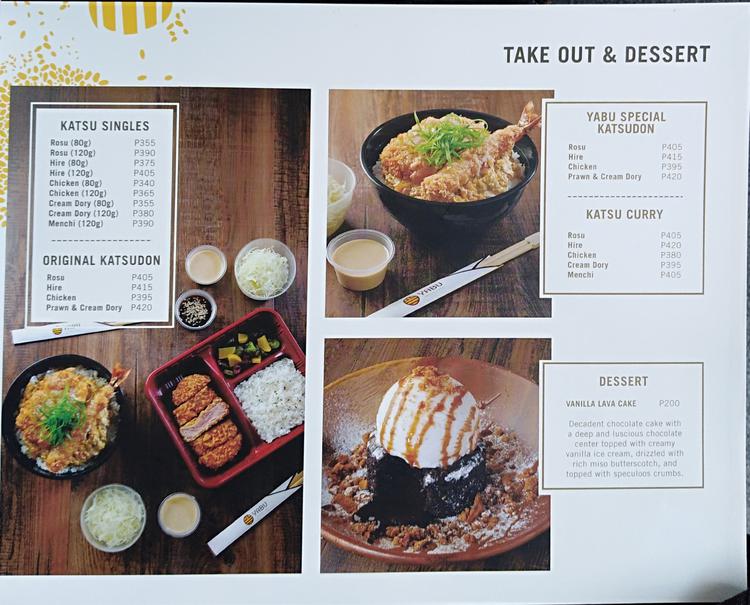 TAKE OUT & DESSERT
KATSU SINGLES
Rosu (80g) P355
Rosu (120g) P390
Hire (80g) P375
Hire (120g) P405
Chicken (80g) P340
Chicken (120g) P365
Cream Dory (80g) P355
Cream Dory (120g) P380
Menchi (120g) P390
ORIGINAL KATSUDON
Rosu P405
Hire P415
Chicken P395
Prawn & Cream Dory P420
YABU
YABU
YABU SPECIAL
KATSUDON
Rosu P405
Hire P415
Chicken P395
Prawn & Cream Dory P420
KATSU CURRY
Rosu P405
Hire P420
Chicken P380
Cream Dory P395
Menchi P405
DESSERT
VANILLA LAVA CAKE P200
Decadent chocolate cake with
a deep and luscious chocolate
center topped with creamy
vanilla ice cream, drizzled with
rich miso butterscotch, and
topped with speculoos crumbs.